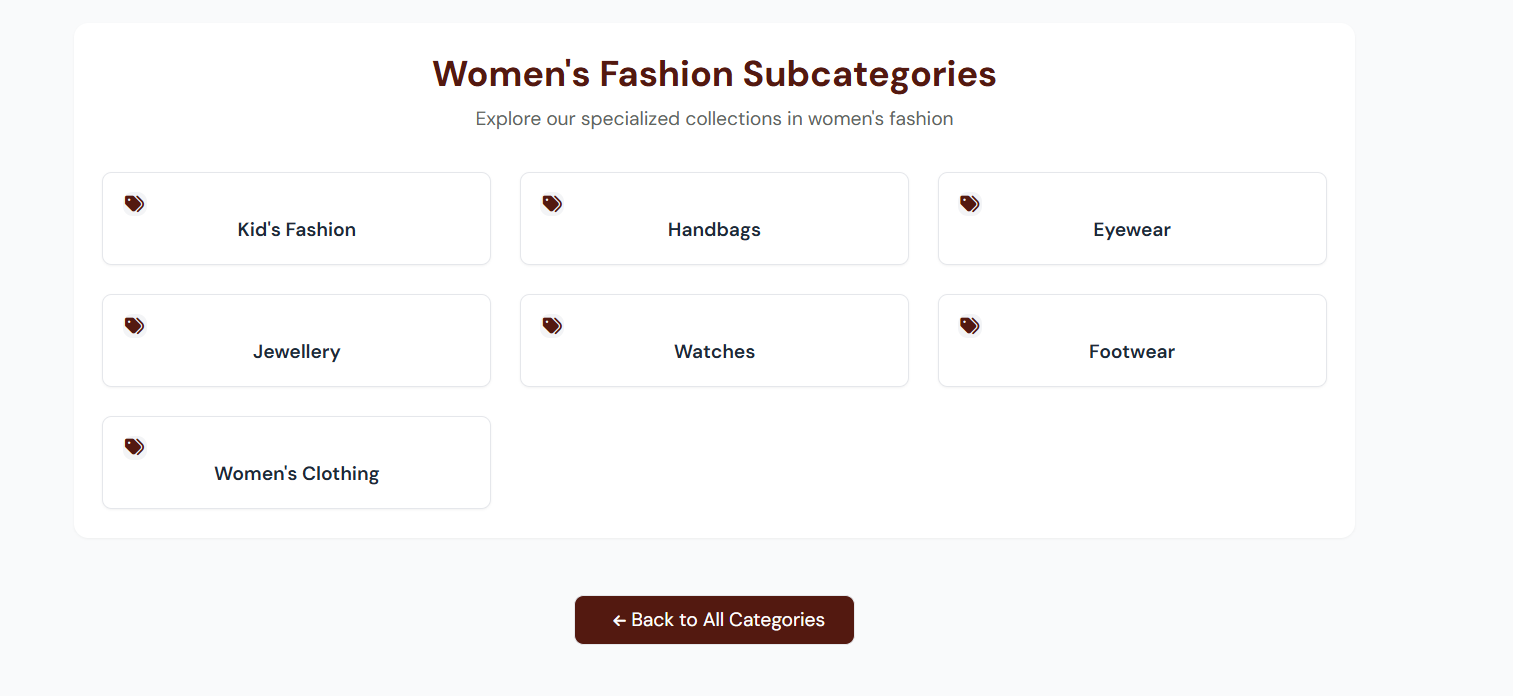 Women's Fashion Subcategories
Explore our specialized collections in women's fashion
Kid's Fashion
Handbags
Eyewear
Jewellery
Watches
Footwear
Women's Clothing
← Back to All Categories